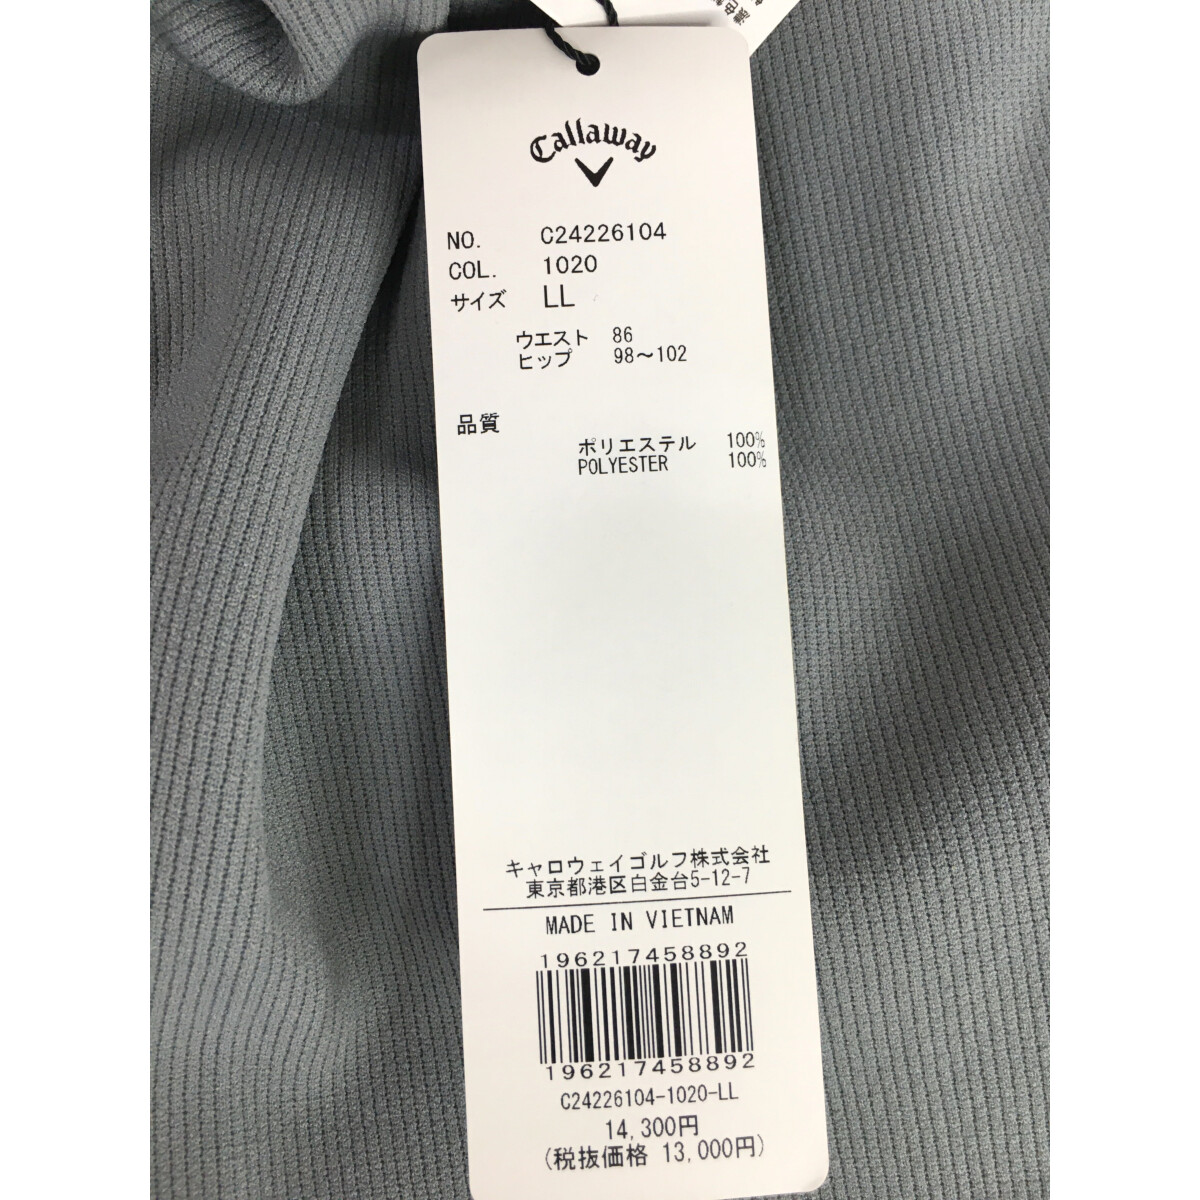 Callaway
NO. C24226104
COL. 1020
サイズ LL
ウエスト 86
ヒップ 98～102
品質
ポリエステル 100%
POLYESTER 100%
キャロウェイゴルフ株式会社
東京都港区白金台5-12-7
MADE IN VIETNAM
196217458892
196217458892
C24226104-1020-LL
14,300円
(税抜価格 13,000円)